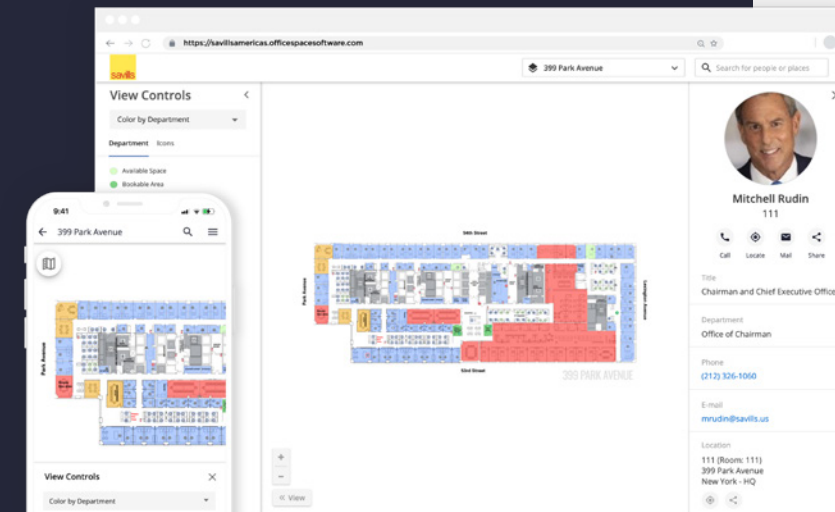 https://savillsamericas.officespacesoftware.com
savills
399 Park Avenue
Search for people or places
View Controls
Color by Department
Department Icons
Available Space
Bookable Area
54th Street
Park Avenue
Lexington Avenue
53rd Street
399 PARK AVENUE
+
−
« View
Mitchell Rudin
111
Call Locate Mail Share
Title
Chairman and Chief Executive Office
Department
Office of Chairman
Phone
(212) 326-1060
E-mail
mrudin@savills.us
Location
111 (Room: 111)
399 Park Avenue
New York - HQ
9:41
399 Park Avenue
Park Avenue
View Controls
Color by Department